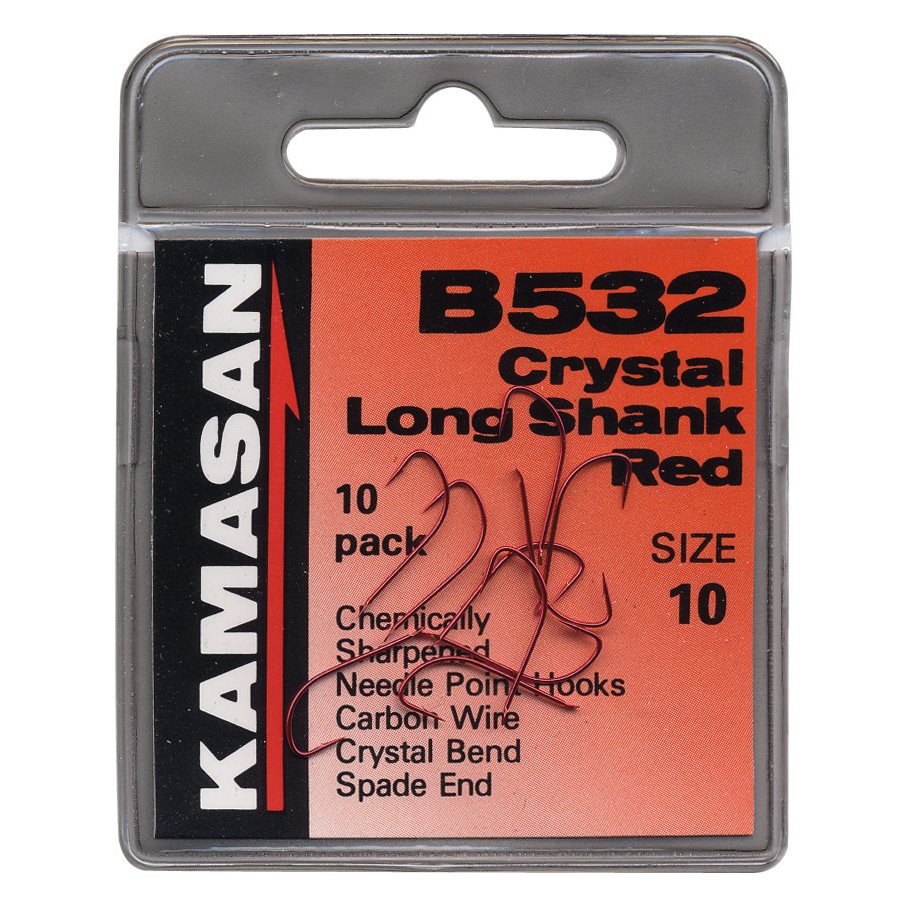 KAMASAN
B532
Crystal
Long Shank
Red
10
pack
SIZE
10
Chemically
Sharpened
Needle Point Hooks
Carbon Wire
Crystal Bend
Spade End